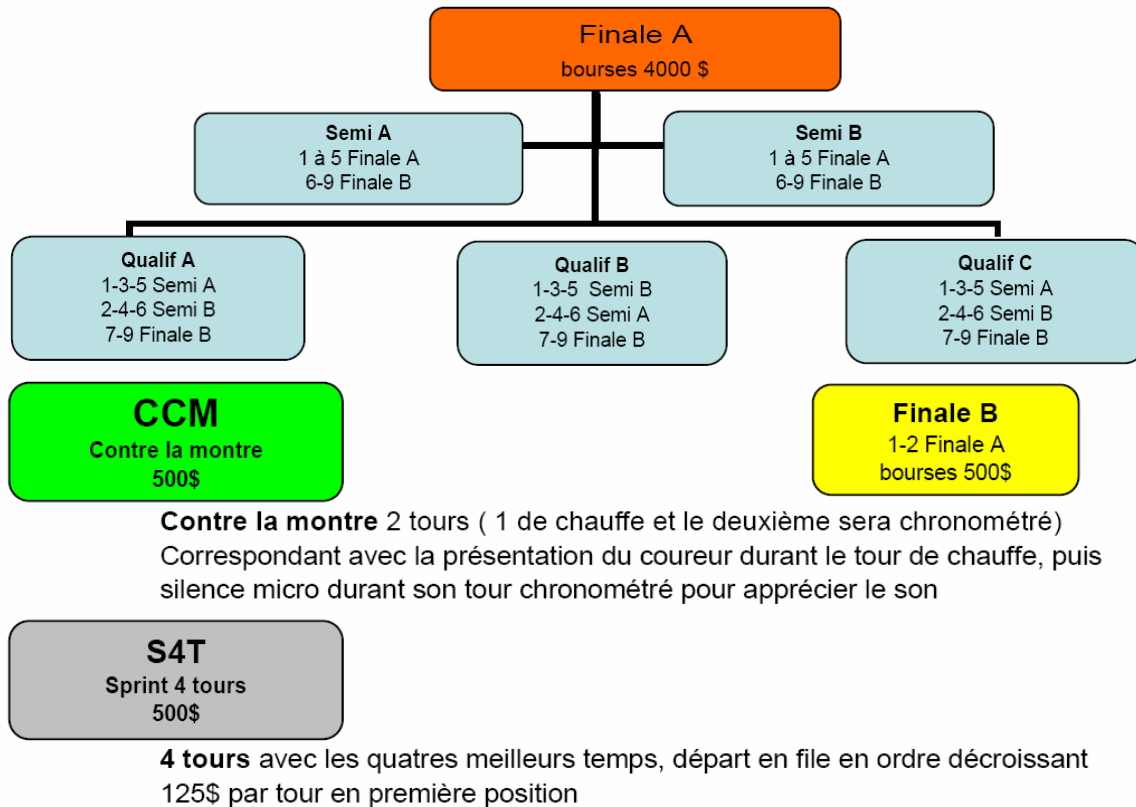 Finale A
bourses 4000 $
Semi A
1 à 5 Finale A
6-9 Finale B
Semi B
1 à 5 Finale A
6-9 Finale B
Qualif A
1-3-5 Semi A
2-4-6 Semi B
7-9 Finale B
Qualif B
1-3-5 Semi B
2-4-6 Semi A
7-9 Finale B
Qualif C
1-3-5 Semi A
2-4-6 Semi B
7-9 Finale B
CCM
Contre la montre
500$
Finale B
1-2 Finale A
bourses 500$
Contre la montre 2 tours ( 1 de chauffe et le deuxième sera chronométré)
Correspondant avec la présentation du coureur durant le tour de chauffe, puis
silence micro durant son tour chronométré pour apprécier le son
S4T
Sprint 4 tours
500$
4 tours avec les quatres meilleurs temps, départ en file en ordre décroissant
125$ par tour en première position